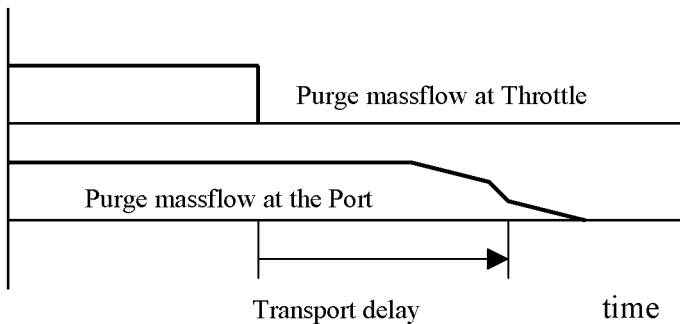 Purge massflow at Throttle
Purge massflow at the Port
Transport delay
time